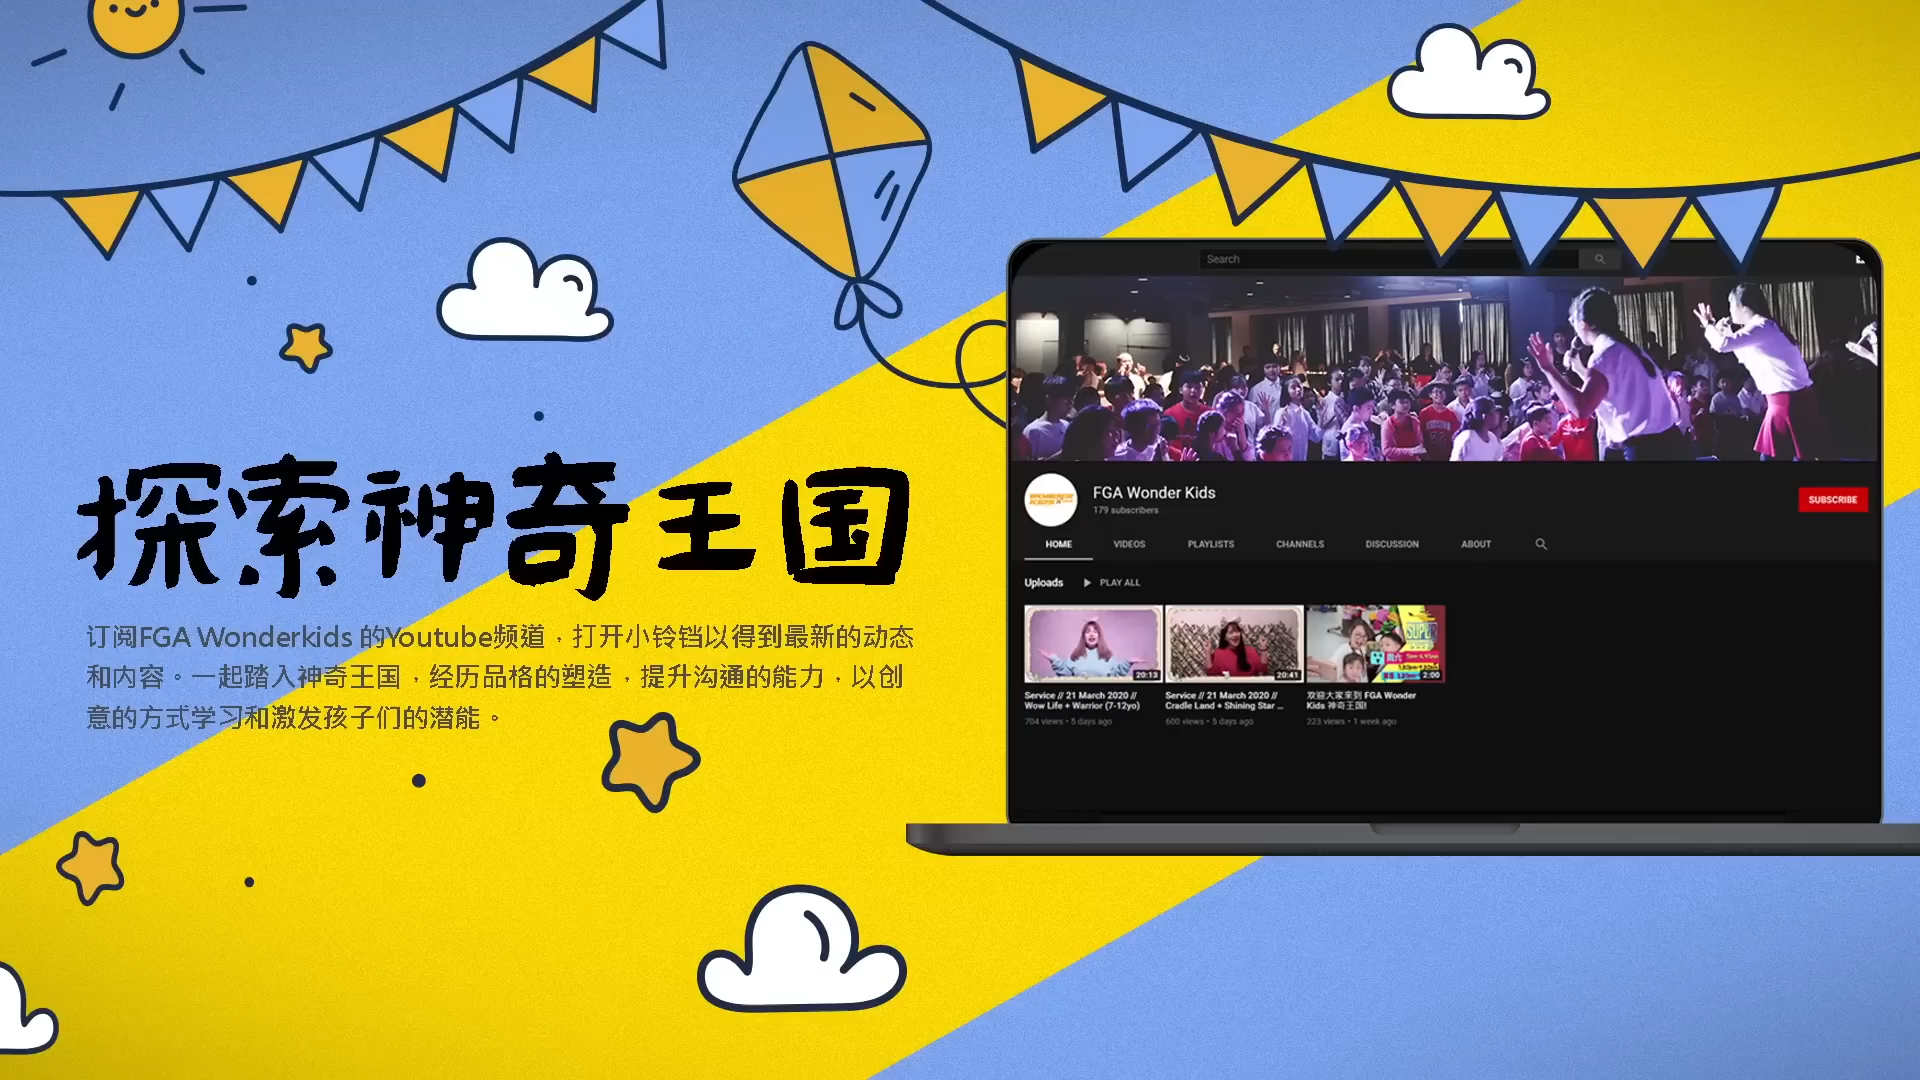 探索神奇王国
订阅FGA Wonderkids 的Youtube频道，打开小铃铛以得到最新的动态
和内容。一起踏入神奇王国，经历品格的塑造，提升沟通的能力，以创
意的方式学习和激发孩子们的潜能。
Search
FGA Wonder Kids
179 subscribers
SUBSCRIBE
HOME VIDEOS PLAYLISTS CHANNELS DISCUSSION ABOUT
Uploads PLAY ALL
20:13 20:41 2:00
Service // 21 March 2020 //
Wow Life + Warrior (7-12yo)
704 views • 5 days ago
Service // 21 March 2020 //
Cradle Land + Shining Star ...
600 views • 5 days ago
欢迎大家来到 FGA Wonder
Kids 神奇王国!
223 views • 1 week ago